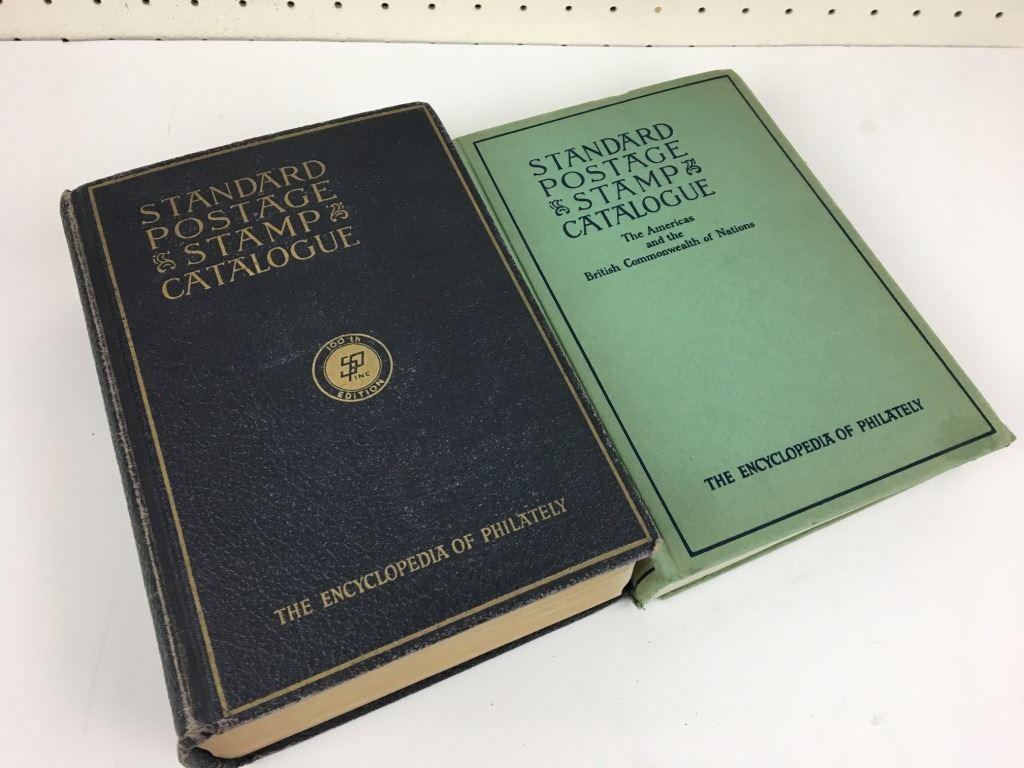 STANDARD
POSTAGE
STAMP
CATALOGUE
100th
SP
INC
EDITION
THE ENCYCLOPEDIA OF PHILATELY
STANDARD
POSTAGE
STAMP
CATALOGUE
The Americas
and the
British Commonwealth of Nations
THE ENCYCLOPEDIA OF PHILATELY